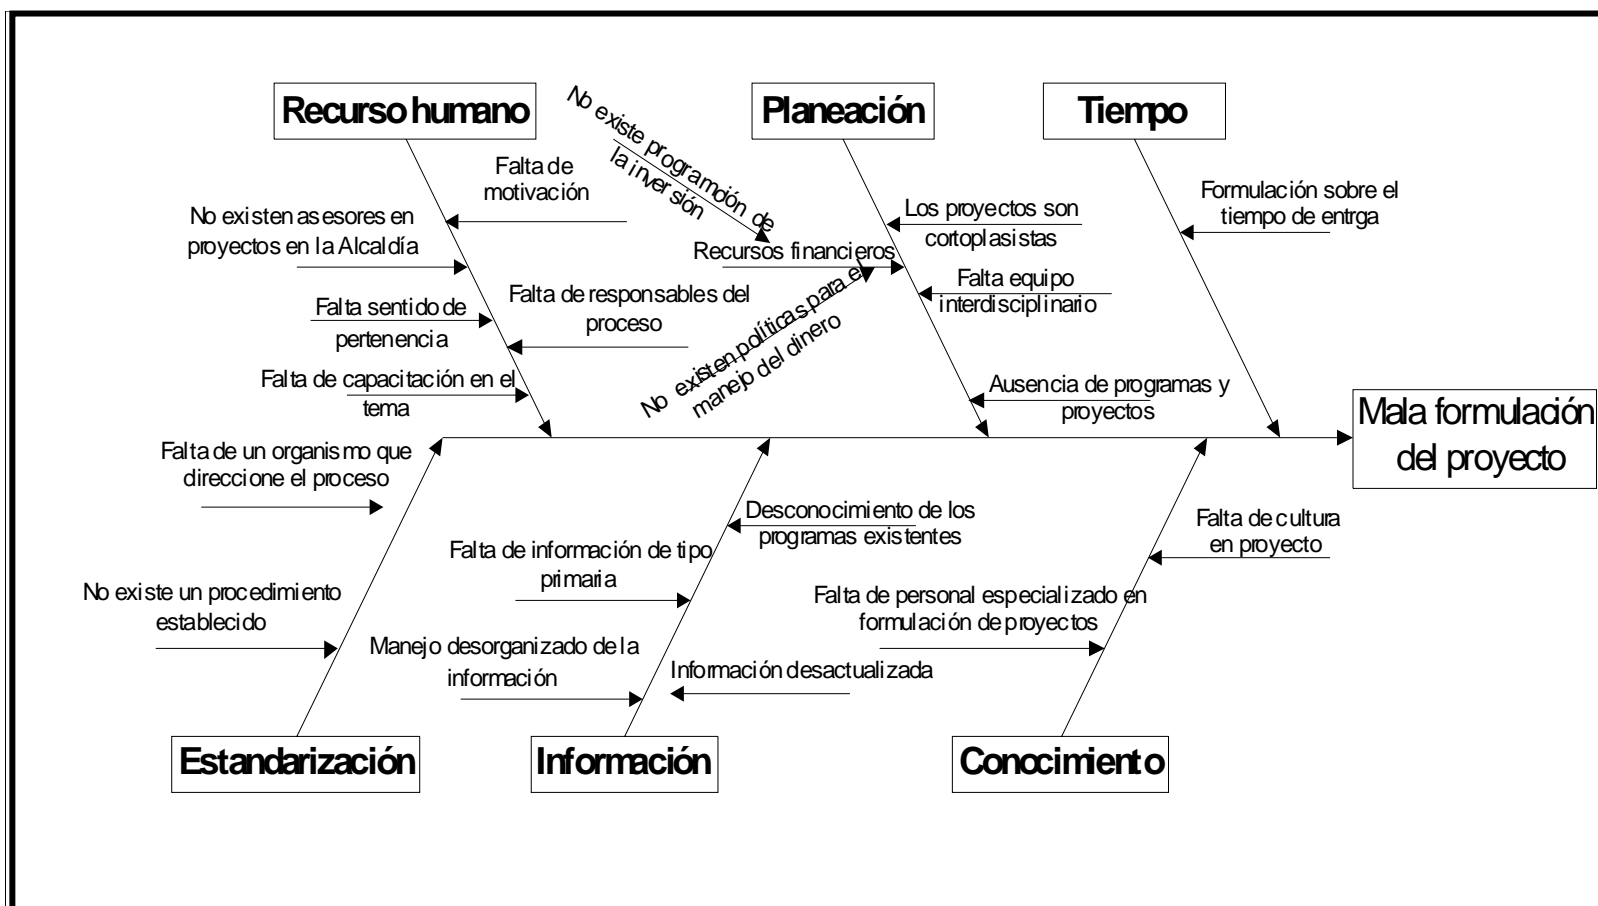 Recurso humano
Planeación
Tiempo
No existe programción de
la inversión
Falta de
motivación
No existen asesores en
proyectos en la Alcaldía
Falta sentido de
pertenencia
Falta de responsables del
proceso
Falta de capacitación en el
tema
Recursos financieros
No existen políticas para el
manejo del dinero
Los proyectos son
cortoplasistas
Falta equipo
interdisciplinario
Ausencia de programas y
proyectos
Formulación sobre el
tiempo de entrga
Mala formulación
del proyecto
Falta de un organismo que
direccione el proceso
No existe un procedimiento
establecido
Desconocimiento de los
programas existentes
Falta de información de tipo
primaria
Manejo desorganizado de la
información
Información desactualizada
Falta de cultura
en proyecto
Falta de personal especializado en
formulación de proyectos
Estandarización
Información
Conocimiento